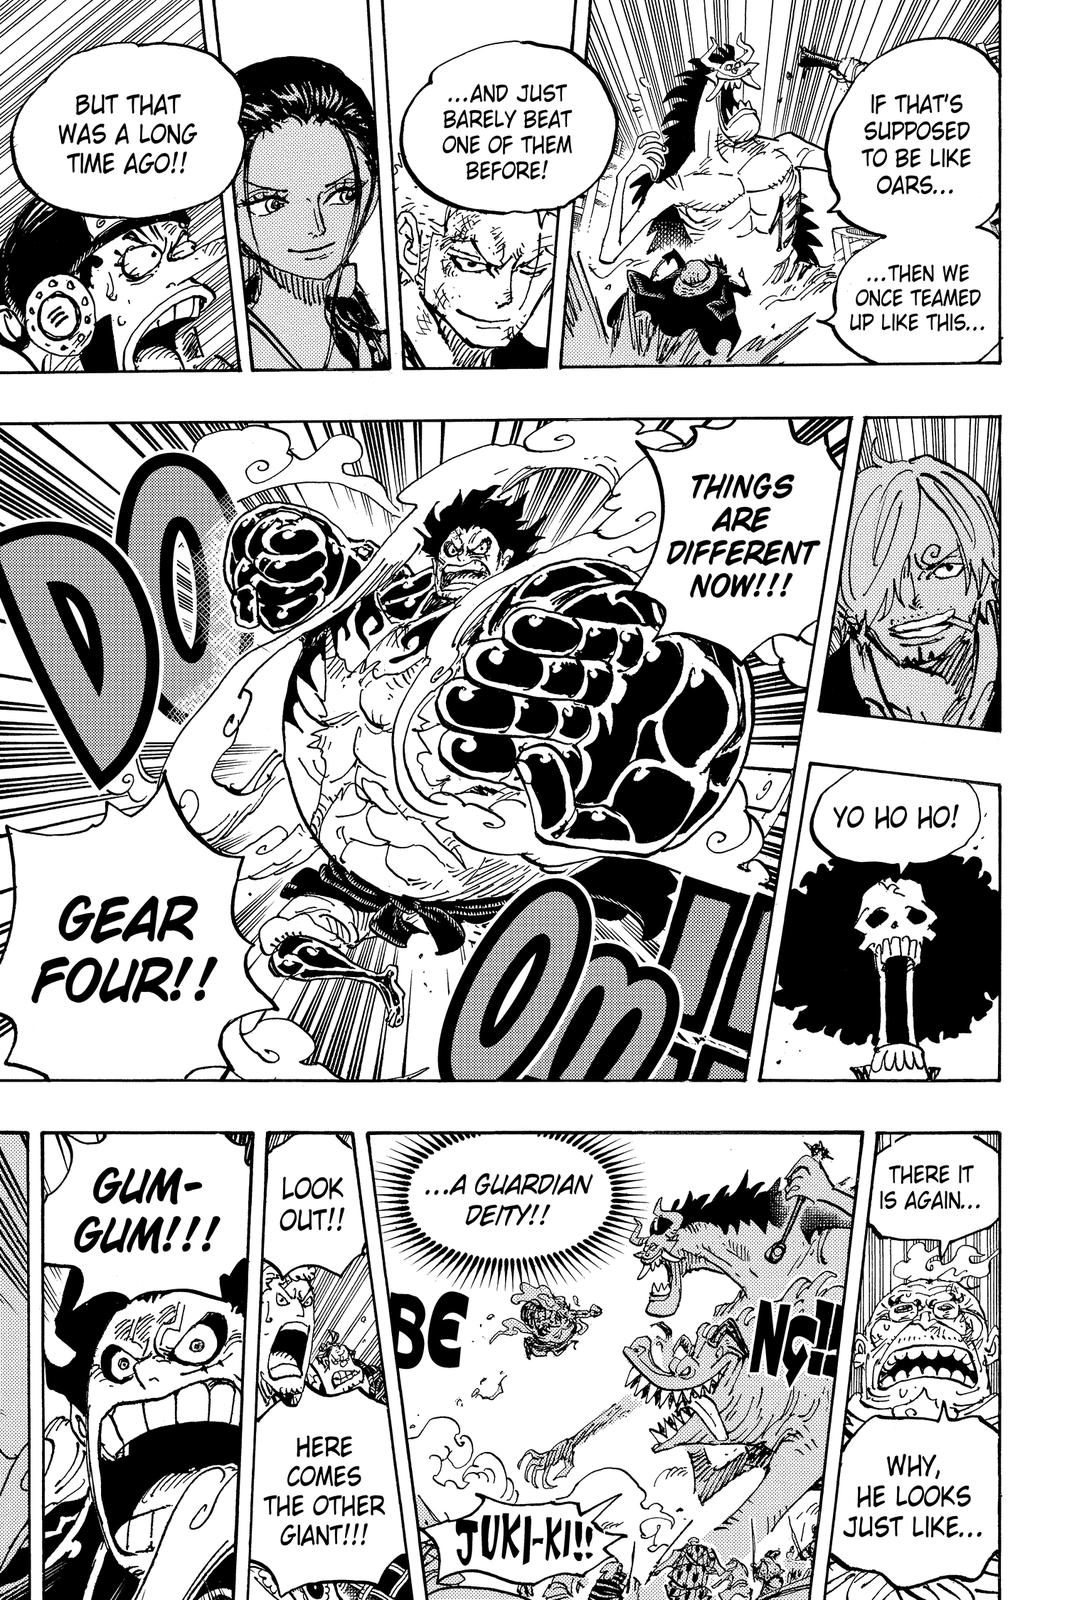 IF THAT'S
SUPPOSED
TO BE LIKE
OARS...
...THEN WE
ONCE TEAMED
UP LIKE THIS...
...AND JUST
BARELY BEAT
ONE OF THEM
BEFORE!
BUT THAT
WAS A LONG
TIME AGO!!
THINGS
ARE
DIFFERENT
NOW!!!
YO HO HO!
DO
OM!!
GEAR
FOUR!!
THERE IT
IS AGAIN...
WHY,
HE LOOKS
JUST LIKE...
...A GUARDIAN
DEITY!!
BE
NG!!
JUKI-KI!!
LOOK
OUT!!
HERE
COMES
THE OTHER
GIANT!!!
GUM-
GUM!!!